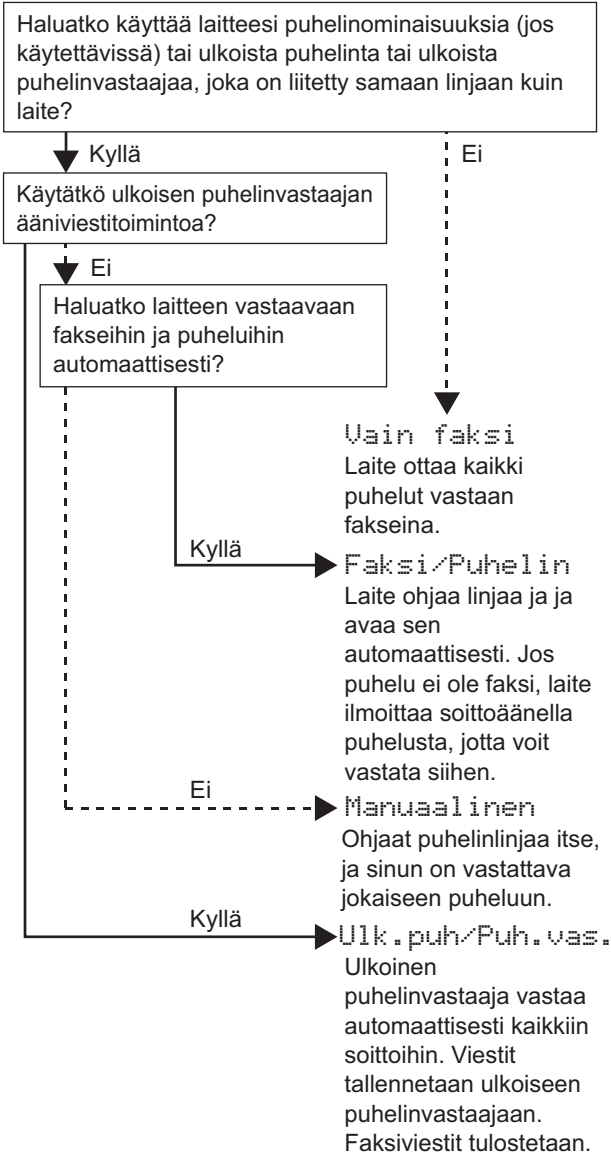 Haluatko käyttää laitteesi puhelinominaisuuksia (jos
käytettävissä) tai ulkoista puhelinta tai ulkoista
puhelinvastaajaa, joka on liitetty samaan linjaan kuin
laite?
Kyllä
Ei
Käytätkö ulkoisen puhelinvastaajan
ääniviestitoimintoa?
Ei
Haluatko laitteen vastaavaan
fakseihin ja puheluihin
automaattisesti?
Vain faksi
Laite ottaa kaikki
puhelut vastaan
fakseina.
Kyllä
Faksi/Puhelin
Laite ohjaa linjaa ja ja
avaa sen
automaattisesti. Jos
puhelu ei ole faksi, laite
ilmoittaa soittoäänellä
puhelusta, jotta voit
vastata siihen.
Ei
Manuaalinen
Ohjaat puhelinlinjaa itse,
ja sinun on vastattava
jokaiseen puheluun.
Kyllä
Ulk.puh/Puh.vas.
Ulkoinen
puhelinvastaaja vastaa
automaattisesti kaikkiin
soittoihin. Viestit
tallennetaan ulkoiseen
puhelinvastaajaan.
Faksiviestit tulostetaan.